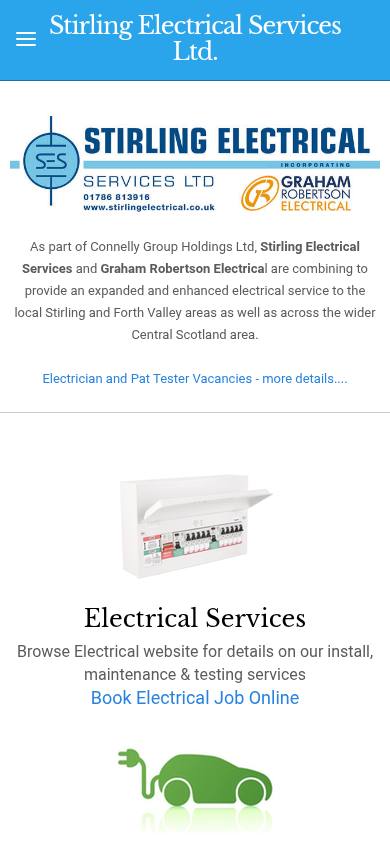 Stirling Electrical Services
Ltd.
STIRLING ELECTRICAL
SES
INCORPORATING
SERVICES LTD
01786 813916
www.stirlingelectrical.co.uk
GRAHAM
ROBERTSON
ELECTRICAL
As part of Connelly Group Holdings Ltd, Stirling Electrical
Services and Graham Robertson Electrical are combining to
provide an expanded and enhanced electrical service to the
local Stirling and Forth Valley areas as well as across the wider
Central Scotland area.
Electrician and Pat Tester Vacancies - more details....
Electrical Services
Browse Electrical website for details on our install,
maintenance & testing services
Book Electrical Job Online